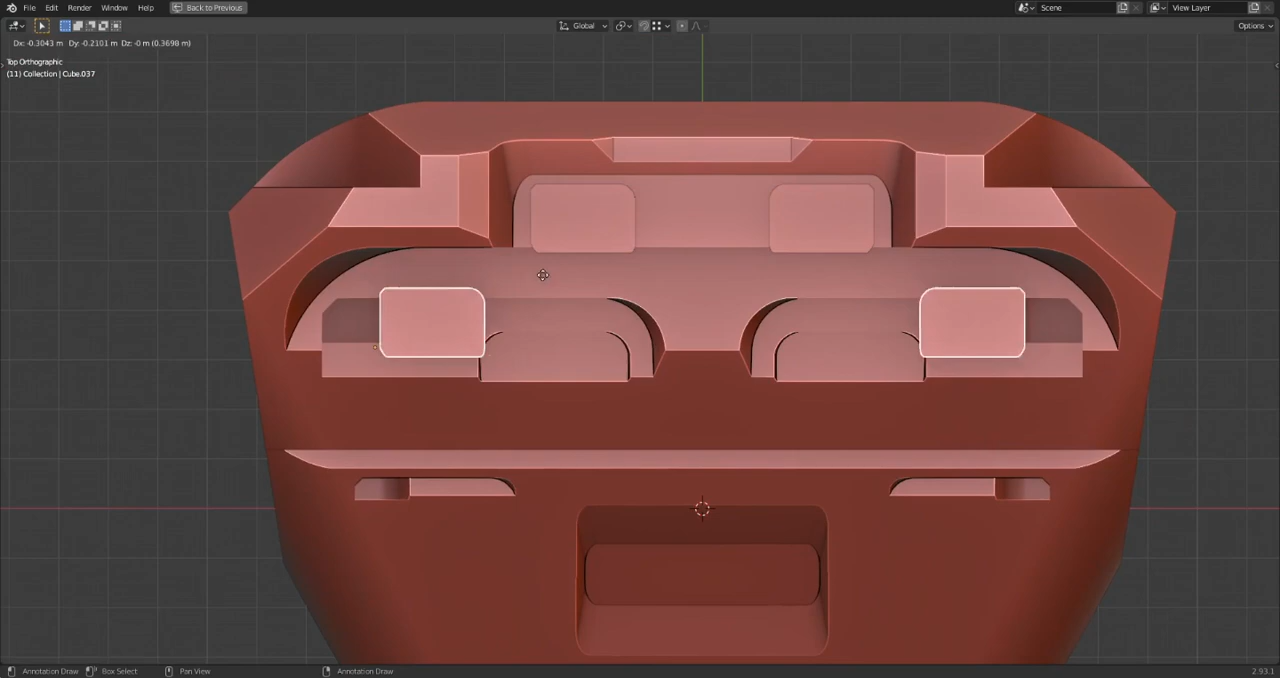 File Edit Render Window Help Back to Previous Scene View Layer
Global Options
Dx: -0.3043 m Dy: -0.2101 m Dz: -0 m (0.3698 m)
Top Orthographic
(11) Collection | Cube.037
Annotation Draw Box Select Pan View Annotation Draw 2.93.1